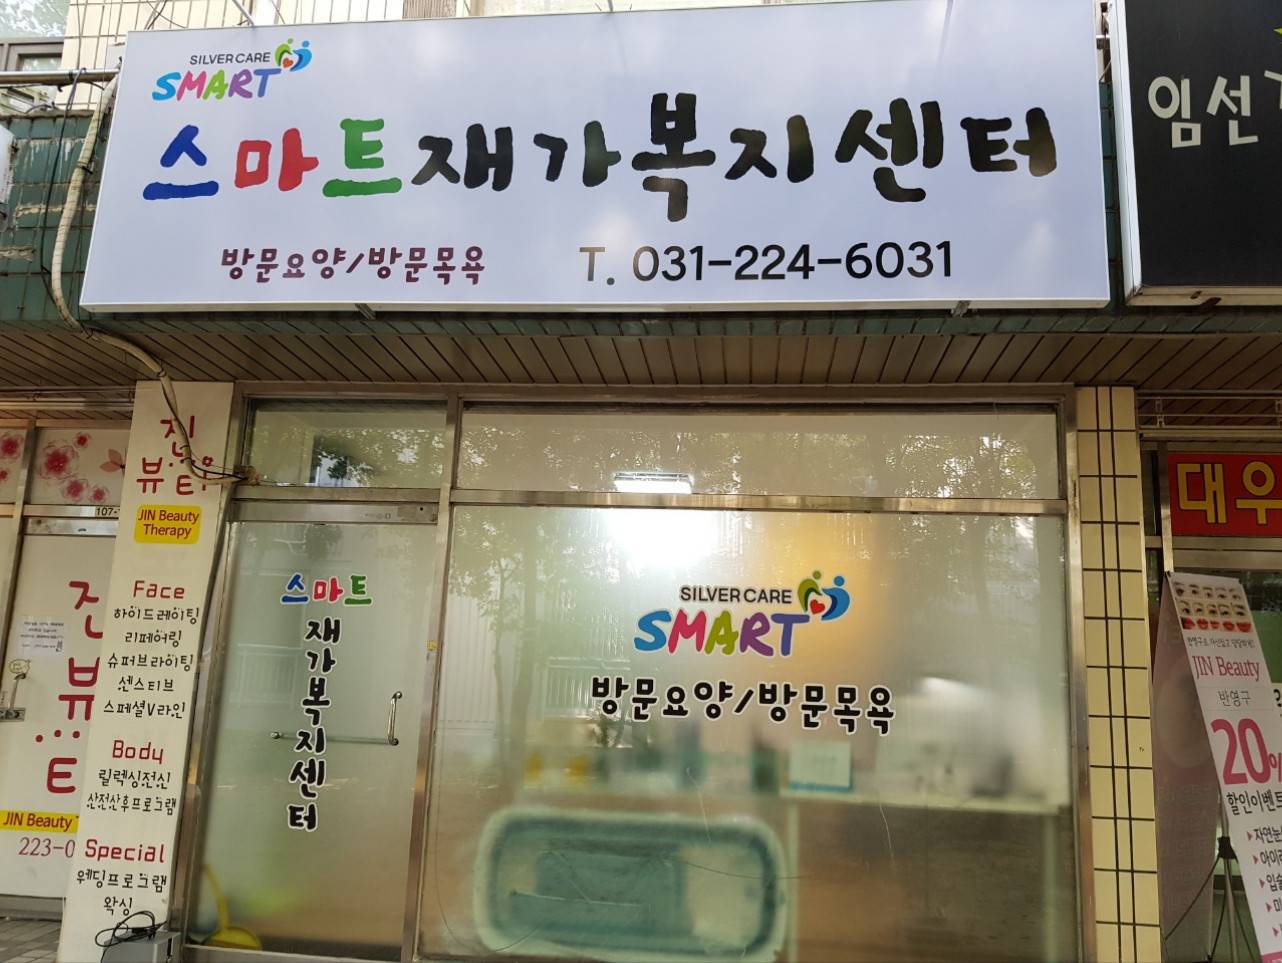 SILVER CARE
SMART
스마트재가복지센터
방문요양/방문목욕
T. 031-224-6031
임선
진
뷰티
JIN Beauty
Therapy
Face
하이드레이팅
리페어링
슈퍼브라이팅
센스티브
스페셜V라인
Body
릴렉싱전신
산전산후프로그램
Special
웨딩프로그램
왁싱
107-
진
뷰
JIN Beauty
223-0
스마트
재가복지센터
SILVER CARE
SMART
방문요양/방문목욕
대우
JIN Beauty
반영구
20%
할인이벤트